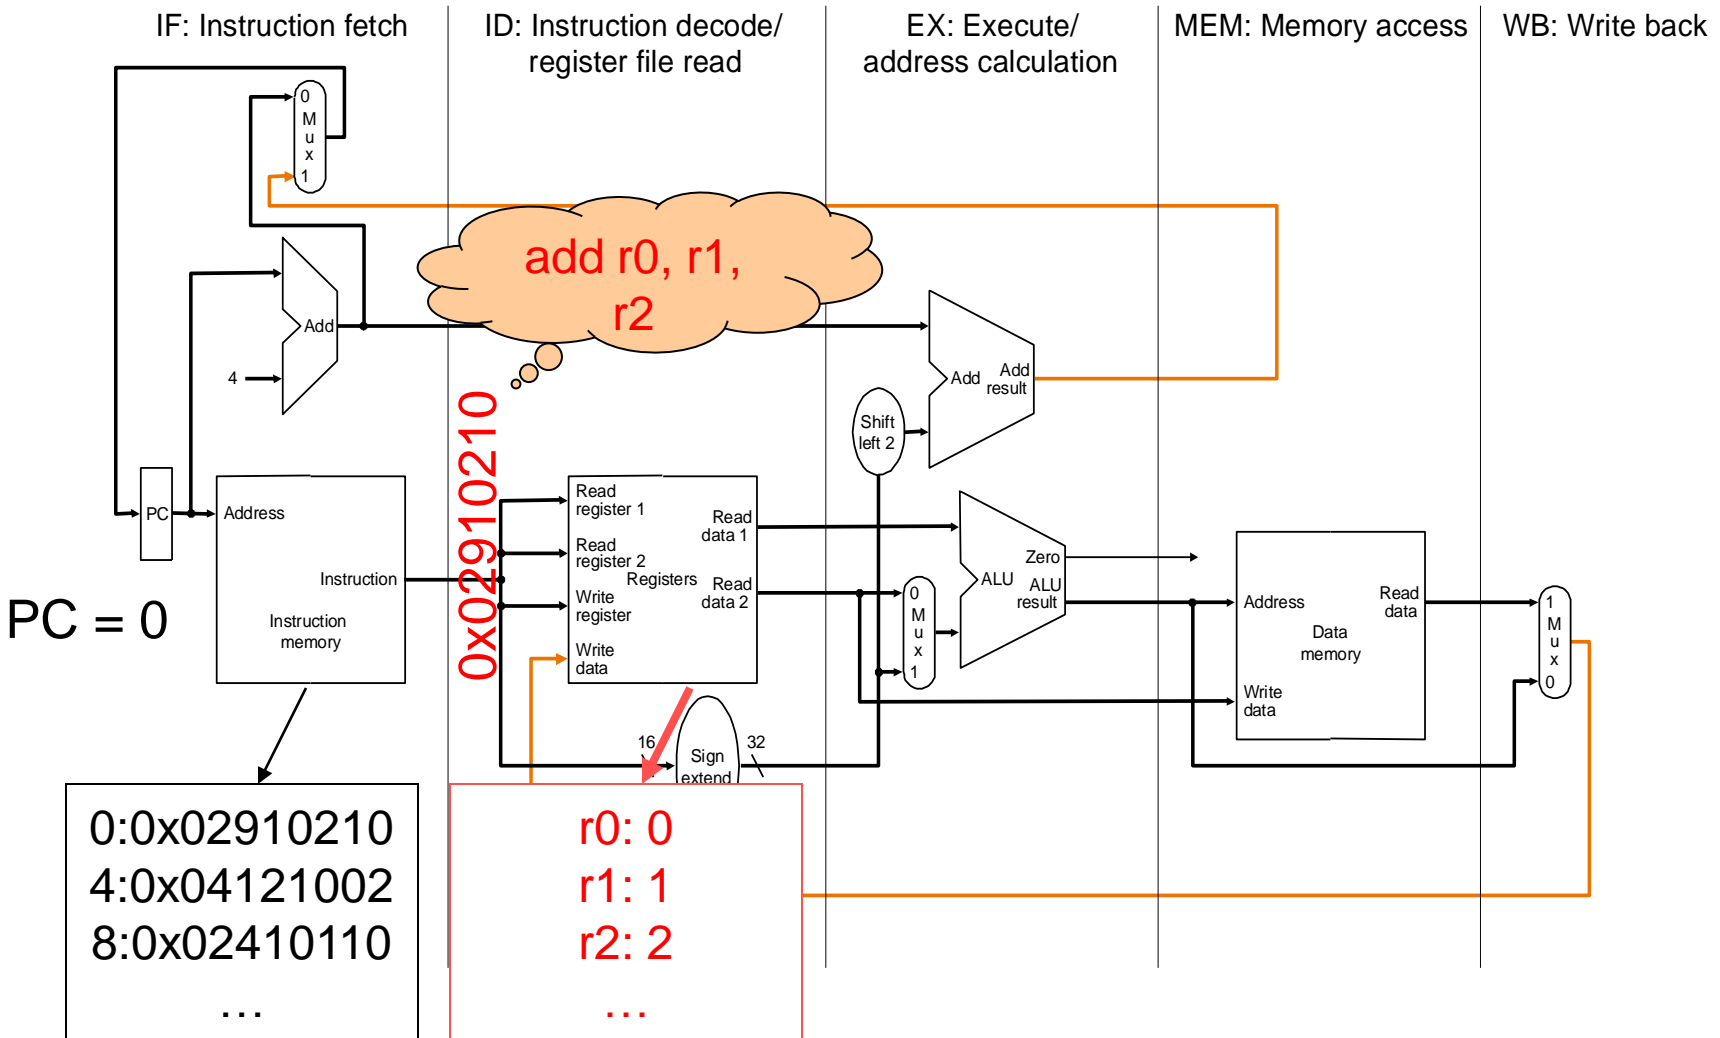 IF: Instruction fetch
ID: Instruction decode/
register file read
EX: Execute/
address calculation
MEM: Memory access
WB: Write back
0
M
u
x
1
add r0, r1,
r2
Add
4
Add
Add
result
Shift
left 2
0x02910210
PC
Address
Instruction
Instruction
memory
PC = 0
Read
register 1
Read
register 2
Write
register
Write
data
Registers
Read
data 1
Read
data 2
0
M
u
x
1
Zero
ALU
ALU
result
Address
Read
data
Data
memory
Write
data
1
M
u
x
0
16
Sign
extend
32
0:0x02910210
4:0x04121002
8:0x02410110
…
r0: 0
r1: 1
r2: 2
…